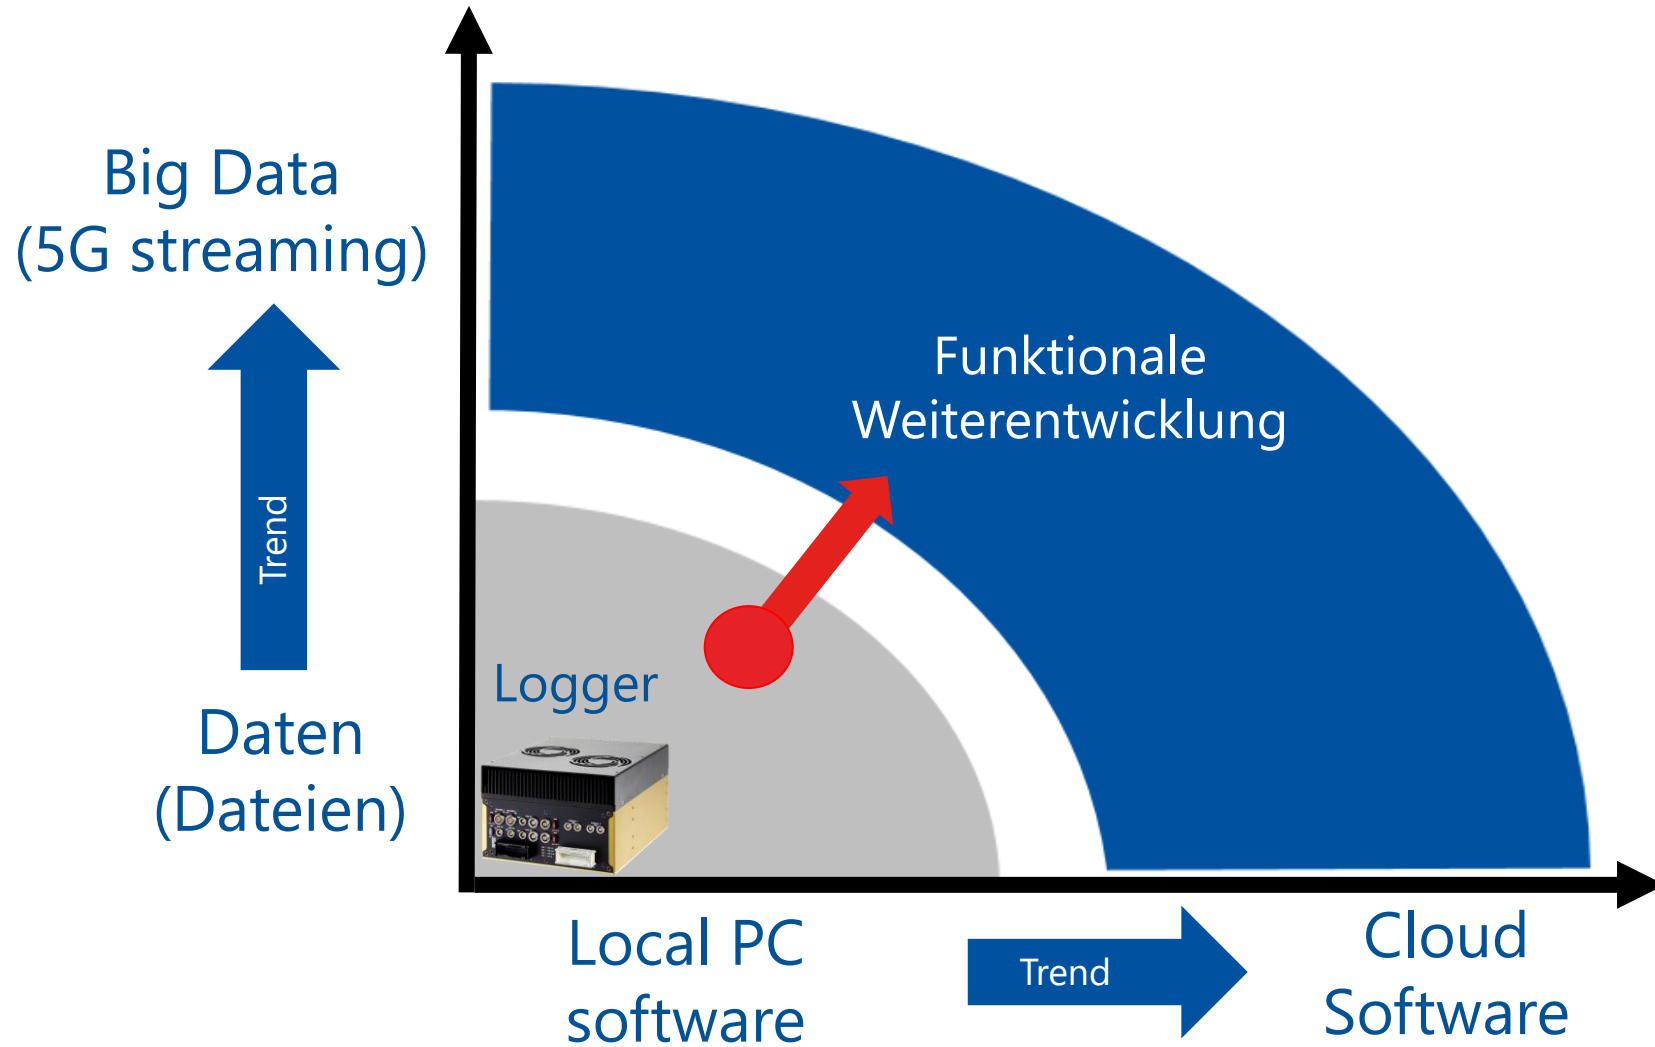 Big Data
(5G streaming)
Trend
Daten
(Dateien)
Funktionale
Weiterentwicklung
Logger
Local PC
software
Trend
Cloud
Software